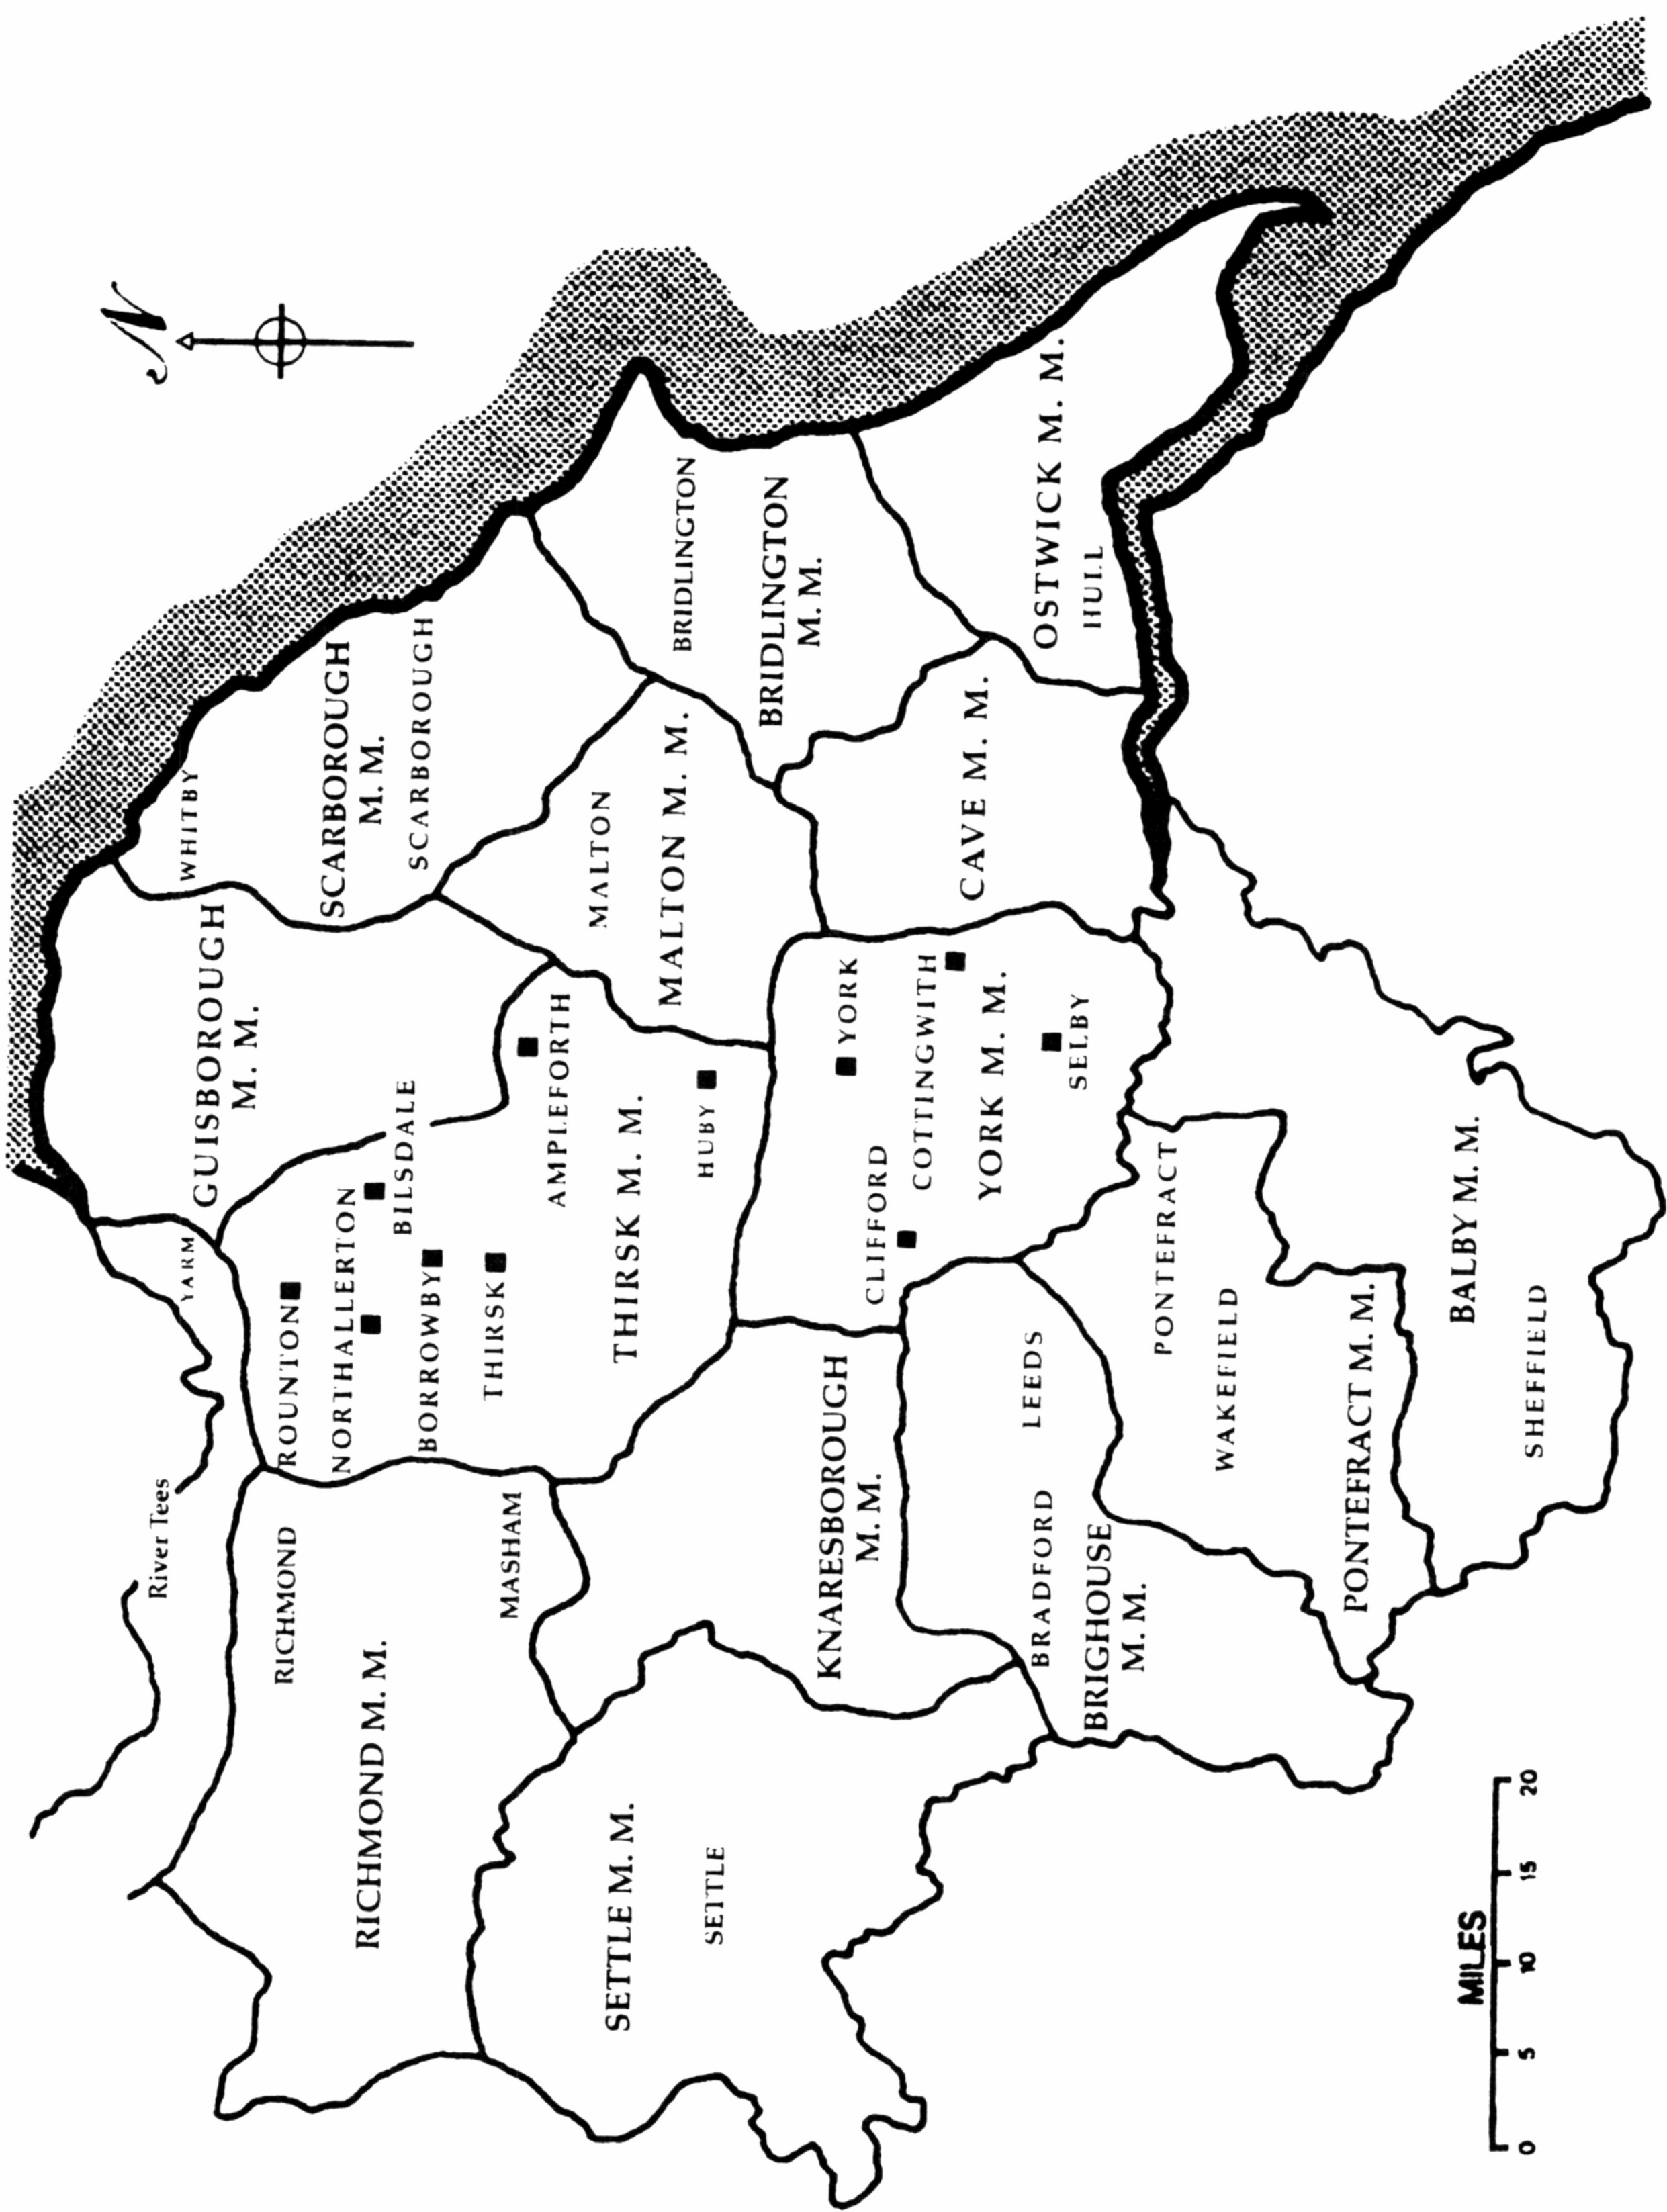 N
WHITBY
GUISBOROUGH
M. M.
YARM
River Tees
SCARBOROUGH
M. M.
SCARBOROUGH
ROUNTON
NORTHALLERTON
BILSDALE
BORROWBY
THIRSK
AMPLEFORTH
THIRSK M. M.
HUBY
RICHMOND
RICHMOND M. M.
MASHAM
MALTON
MALTON M. M.
BRIDLINGTON
BRIDLINGTON
M. M.
SETTLE M. M.
SETTLE
KNARESBOROUGH
M. M.
YORK
CLIFFORD
COTTINGWITH
YORK M. M.
SELBY
CAVE M. M.
OSTWICK M. M.
HULL
LEEDS
BRADFORD
BRIGHOUSE
M. M.
PONTEFRACT
WAKEFIELD
PONTEFRACT M. M.
BALBY M. M.
SHEFFIELD
MILES
0 5 10 15 20